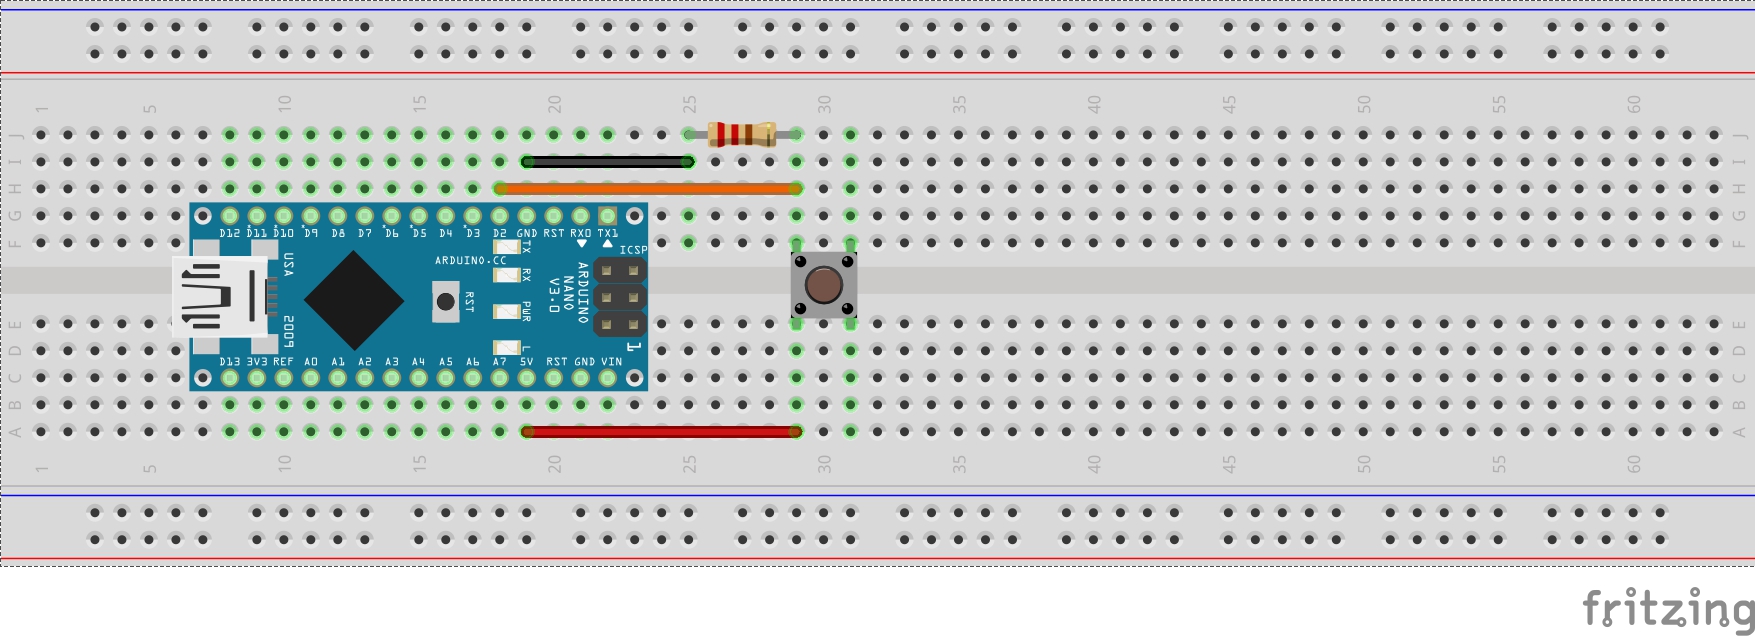 1 5 10 15 20 25 30 35 40 45 50 55 60
J J
I I
H H
G G
F F
D12 D11 D10 D9 D8 D7 D6 D5 D4 D3 D2 GND RST RX0 TX1
* * * * * *
TX
ICSP
USA
ARDUINO.CC
RX
ARDUINO
NANO
V3.0
RST
PWR
2009
L
1
E E
D D
D13 3V3 REF A0 A1 A2 A3 A4 A5 A6 A7 5V RST GND VIN
C C
B B
A A
1 5 10 15 20 25 30 35 40 45 50 55 60
fritzing